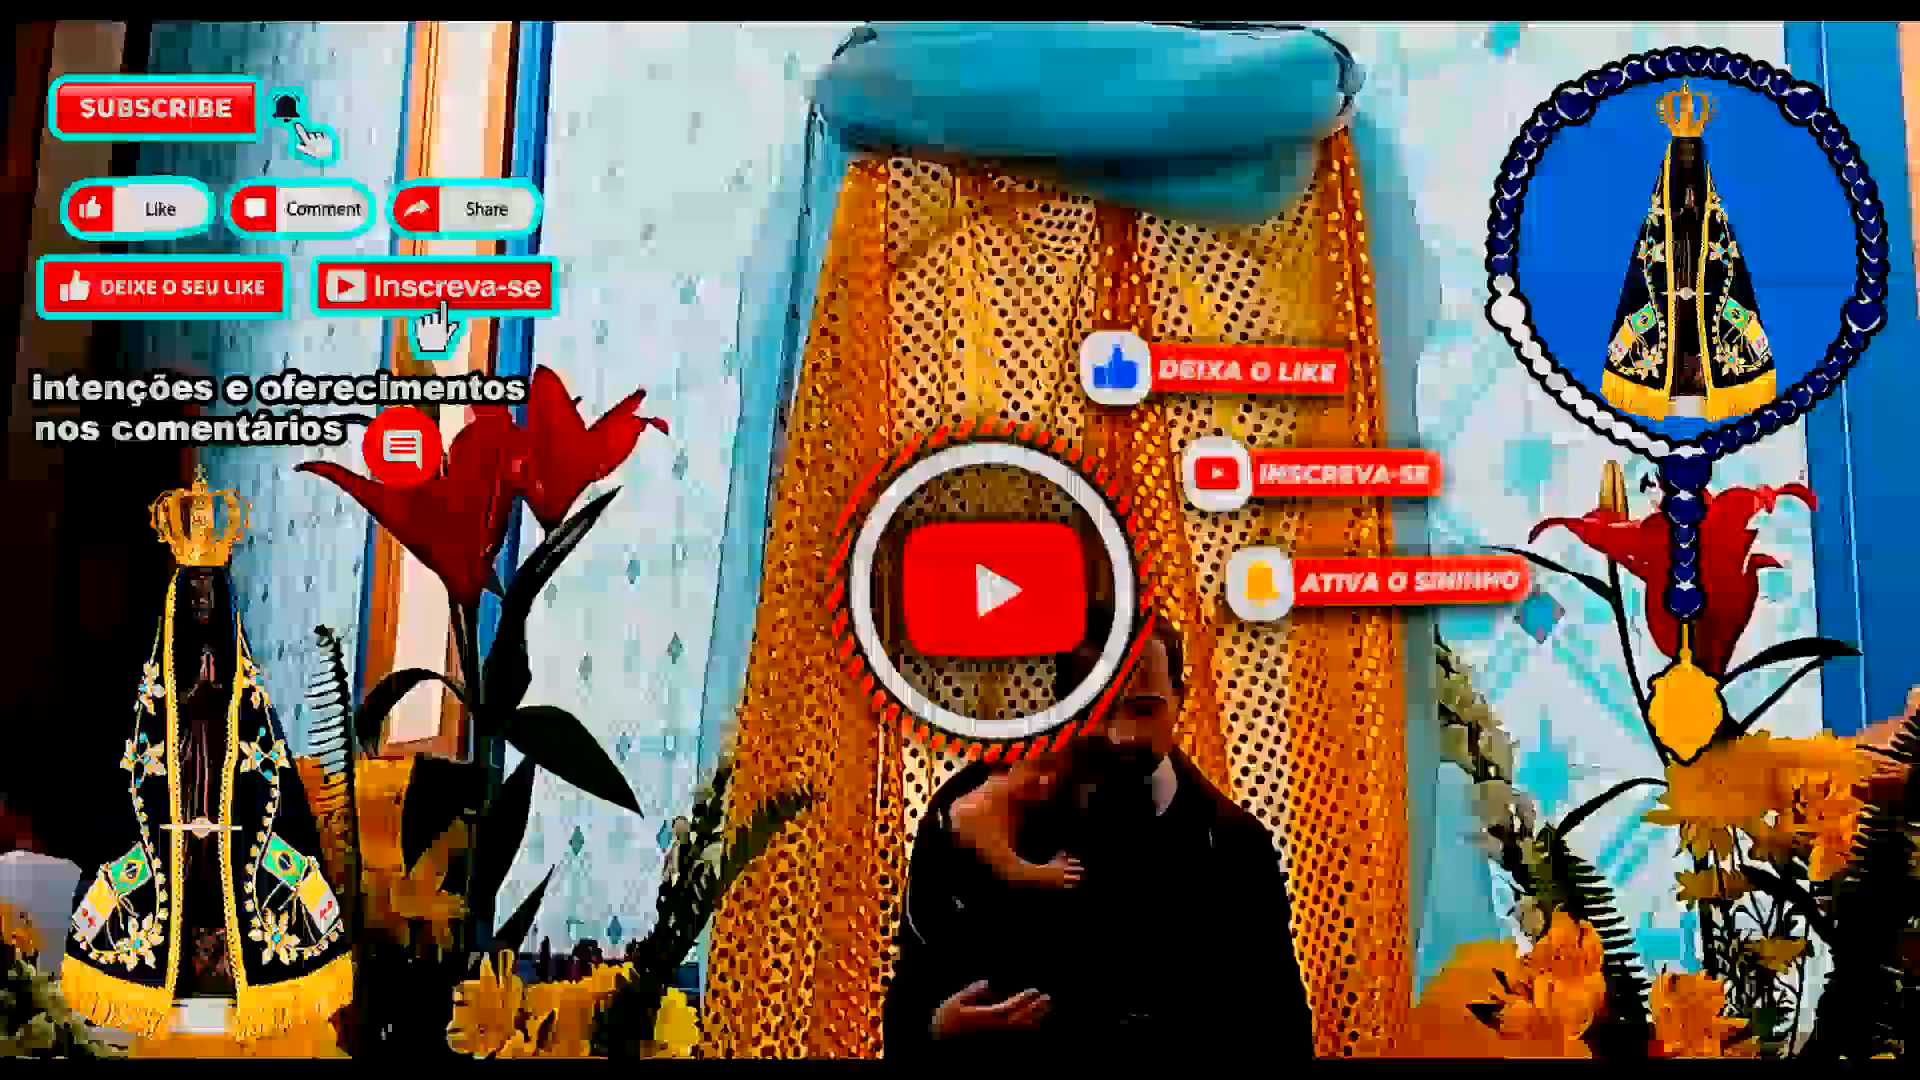 SUBSCRIBE
Like
Comment
Share
DEIXE O SEU LIKE
Inscreva-se
intenções e oferecimentos
nos comentários
DEIXA O LIKE
INSCREVA-SE
ATIVA O SININHO